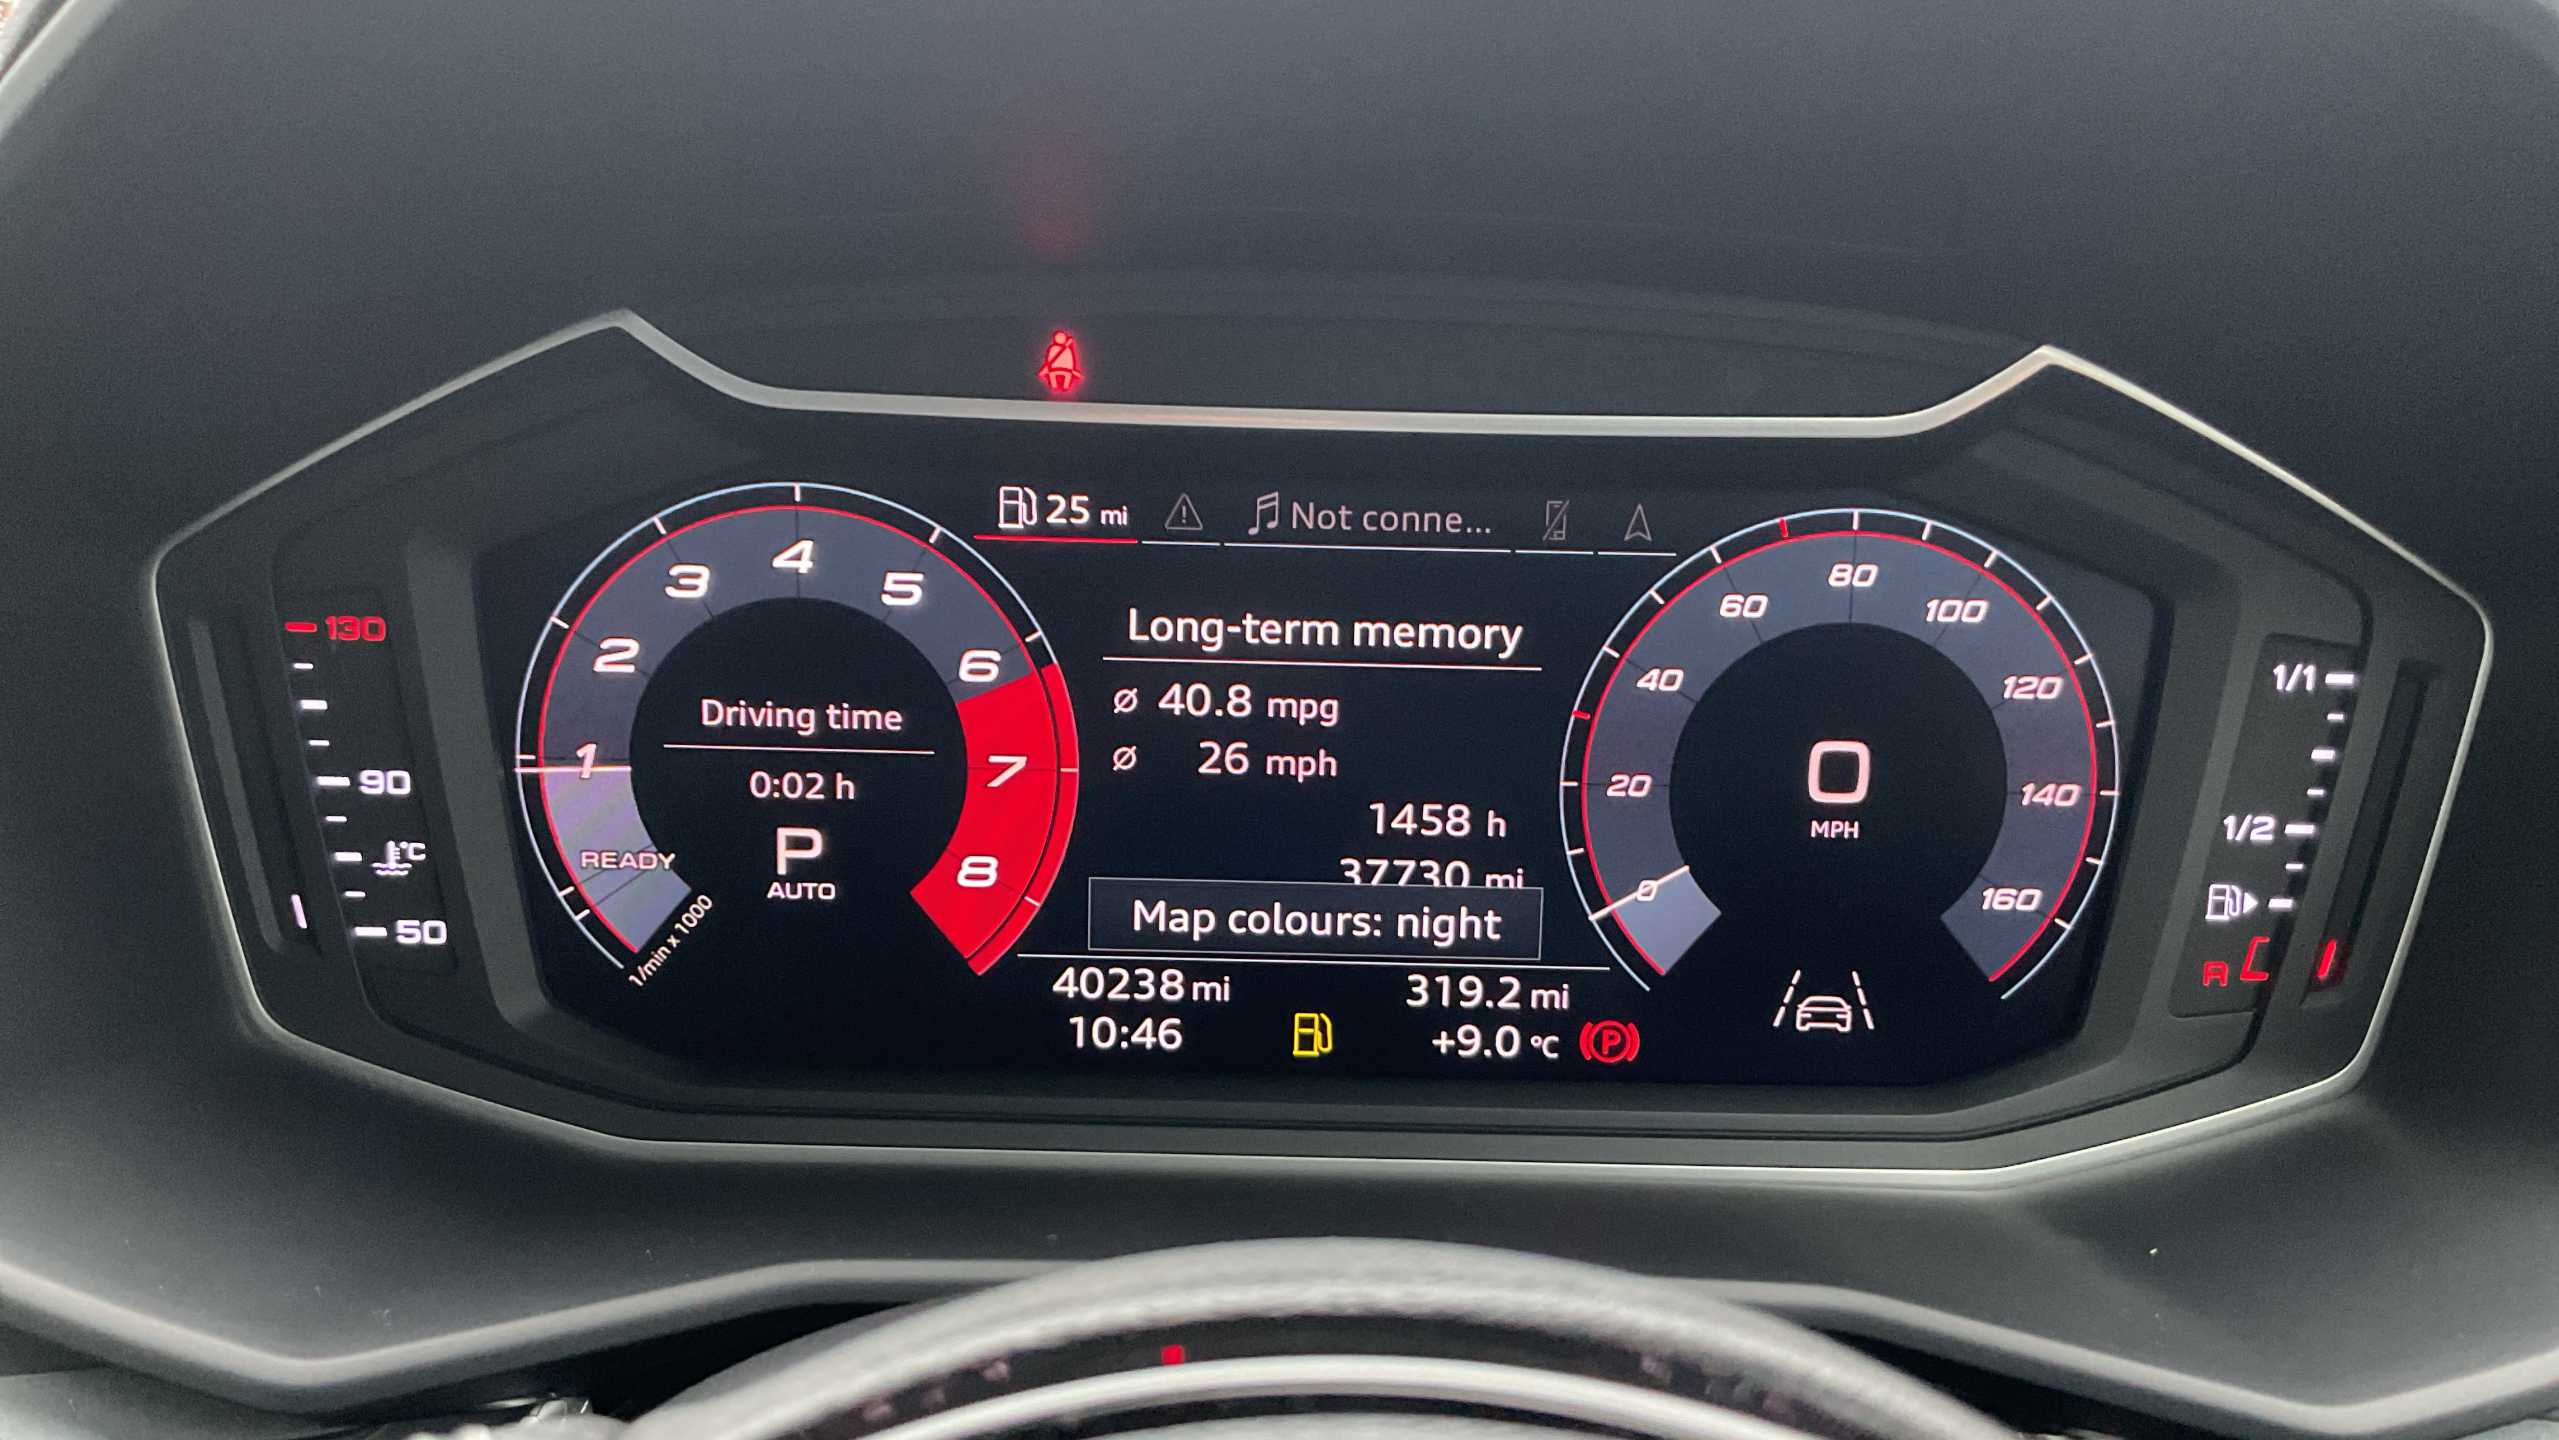 25 mi
Not conne...
Long-term memory
ø 40.8 mpg
ø 26 mph
1458 h
37730 mi
Map colours: night
40238 mi
319.2 mi
10:46
+9.0 °C
P
130
90
°C
50
1
2
3
4
5
6
7
8
READY
1/min x 1000
Driving time
0:02 h
P
AUTO
0
20
40
60
80
100
120
140
160
0
MPH
1/1
1/2
R